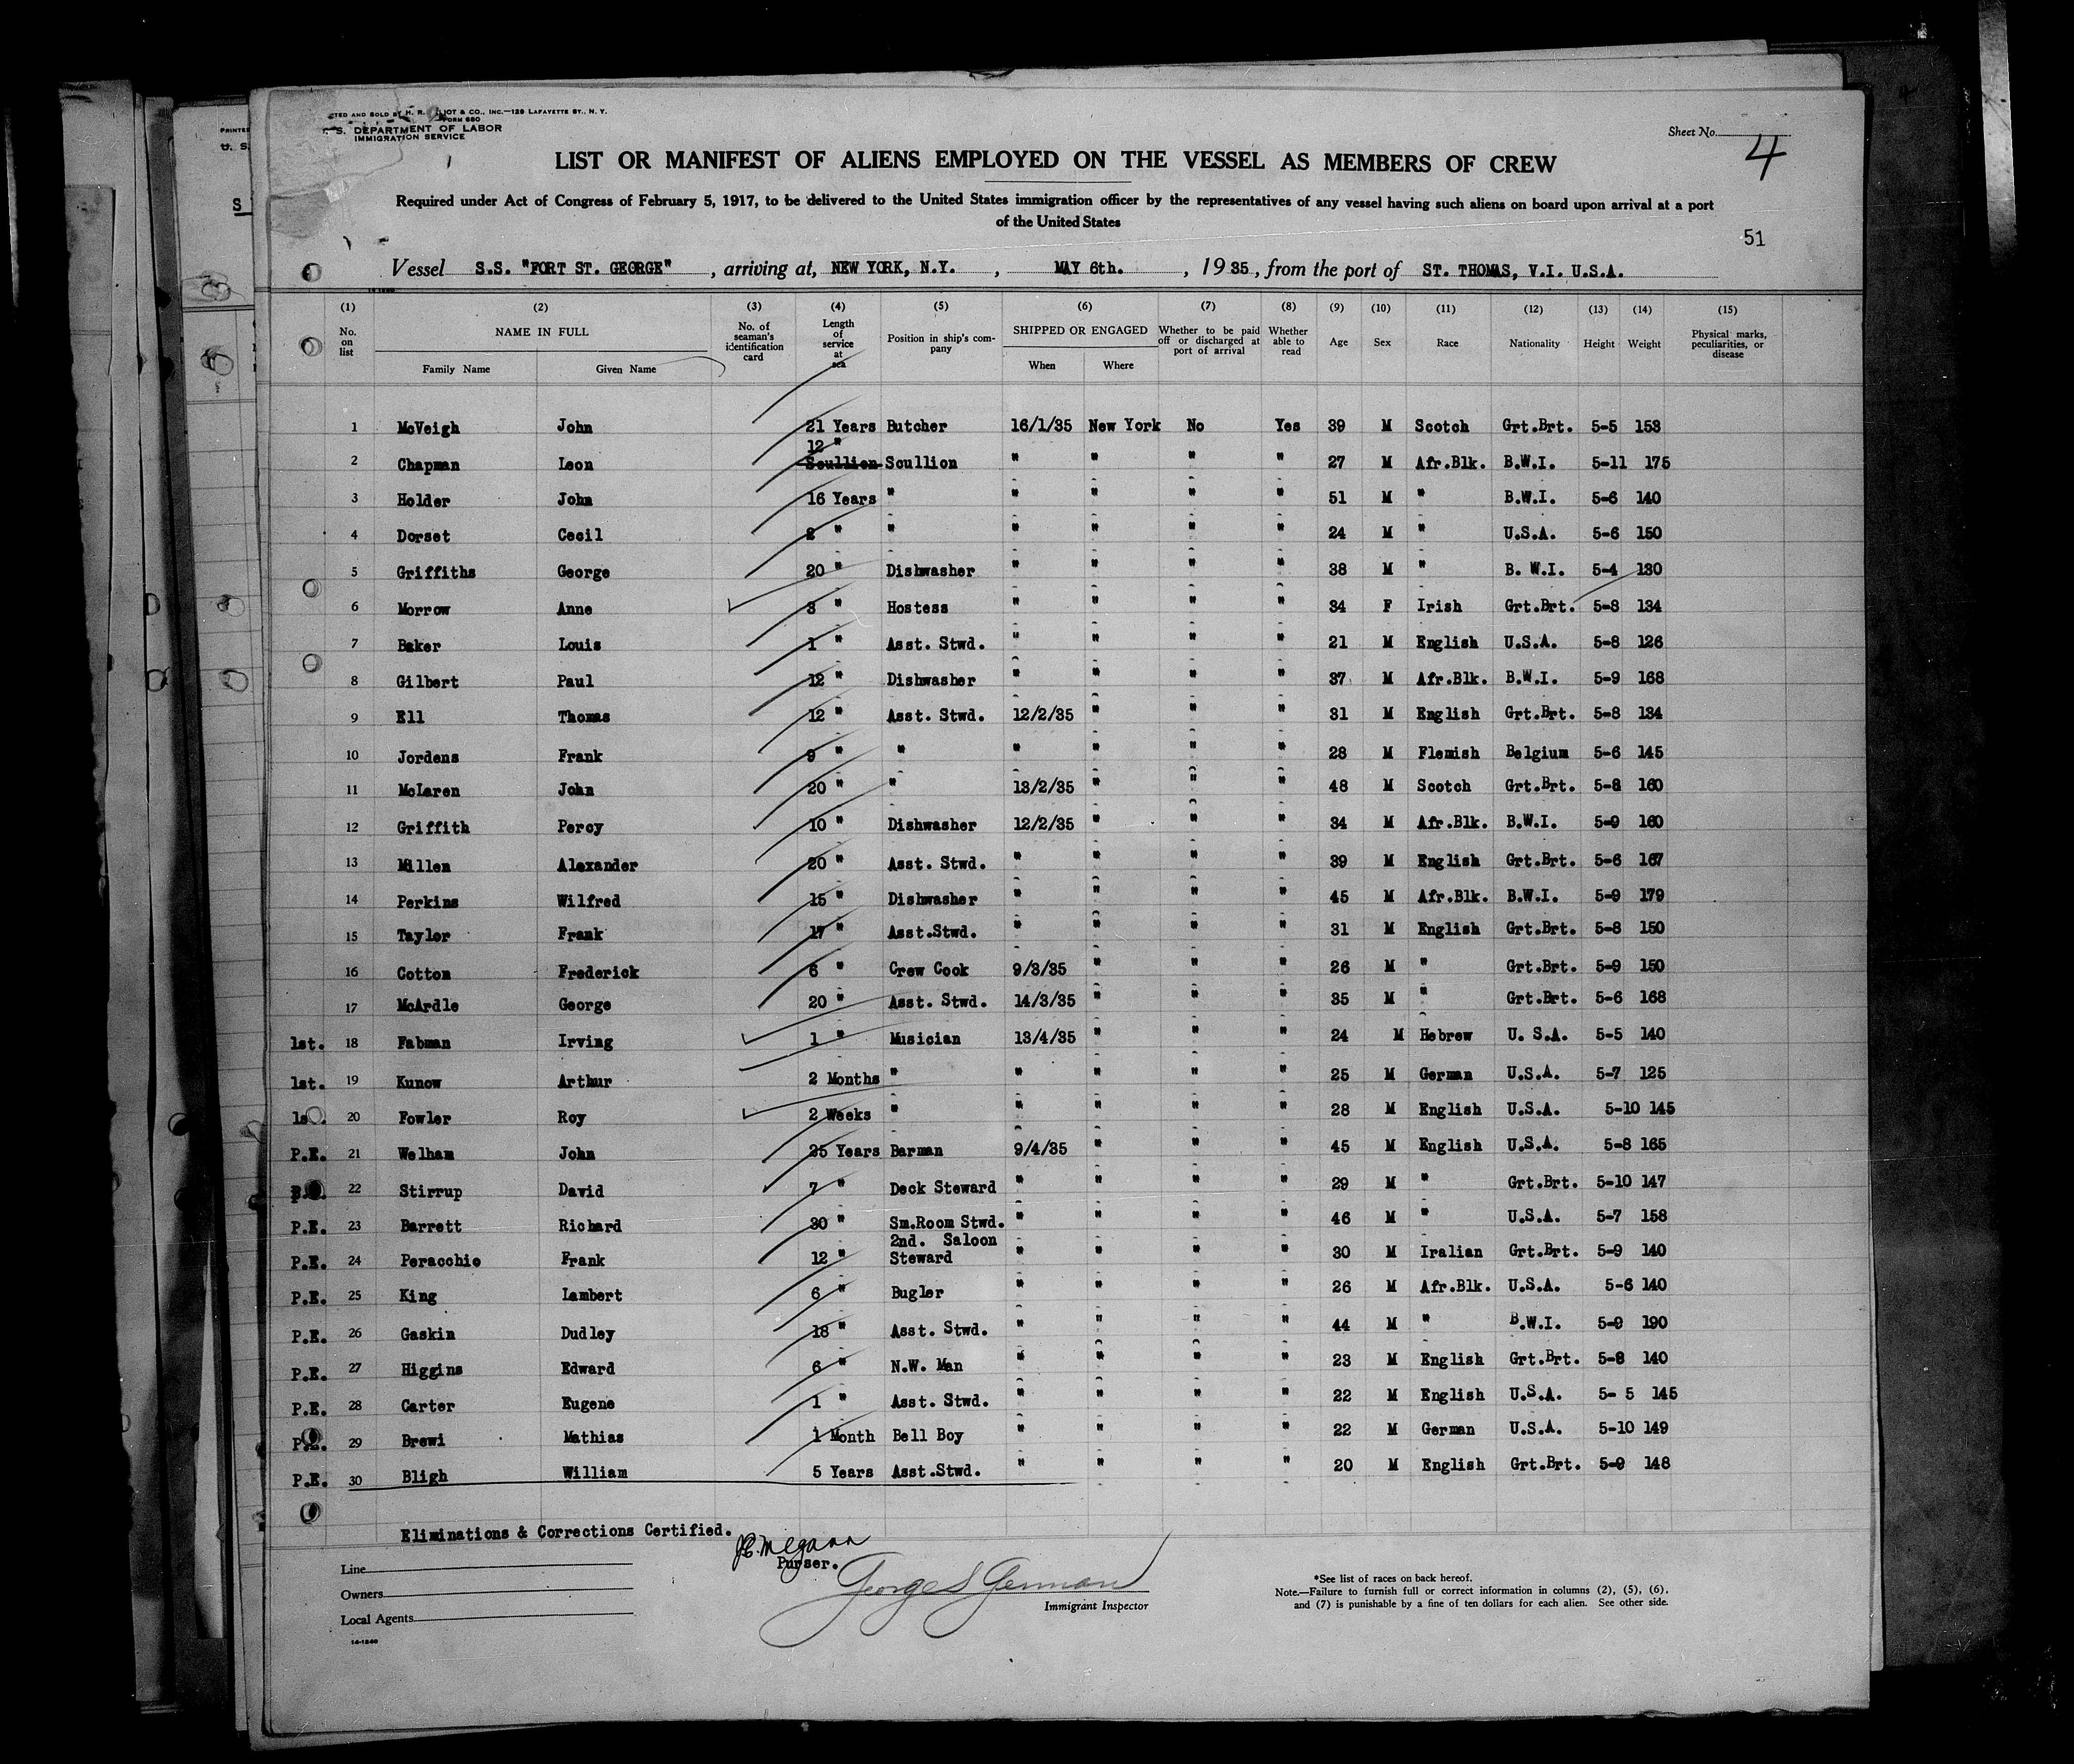 TED AND SOLD BY H. R. ELIOT & CO., INC.—129 LAFAYETTE ST., N. Y.
FORM 680
U. S. DEPARTMENT OF LABOR
IMMIGRATION SERVICE
Sheet No. 4
LIST OR MANIFEST OF ALIENS EMPLOYED ON THE VESSEL AS MEMBERS OF CREW
Required under Act of Congress of February 5, 1917, to be delivered to the United States immigration officer by the representatives of any vessel having such aliens on board upon arrival at a port
of the United States
51
Vessel S.S. "FORT ST. GEORGE", arriving at, NEW YORK, N.Y., MAY 6th., 1935, from the port of ST. THOMAS, V.I. U.S.A.
(1) (2) (3) (4) (5) (6) (7) (8) (9) (10) (11) (12) (13) (14) (15)
No. on list NAME IN FULL Family Name Given Name No. of seaman's identification card Length of service at sea Position in ship's company SHIPPED OR ENGAGED When Where Whether to be paid off or discharged at port of arrival Whether able to read Age Sex Race Nationality Height Weight Physical marks, peculiarities, or disease
1 McVeigh John 21 Years Butcher 16/1/35 New York No Yes 39 M Scotch Grt.Brt. 5-5 153
2 Chapman Leon 12 " Scullion Scullion " " " " 27 M Afr.Blk. B.W.I. 5-11 175
3 Holder John 16 Years " " " " " 51 M " B.W.I. 5-6 140
4 Dorset Cecil 2 " " " " " " 24 M " U.S.A. 5-6 150
5 Griffiths George 20 " Dishwasher " " " " 38 M " B. W.I. 5-4 130
6 Morrow Anne 3 " Hostess " " " " 34 F Irish Grt.Brt. 5-8 134
7 Baker Louis 1 " Asst. Stwd. " " " " 21 M English U.S.A. 5-8 126
8 Gilbert Paul 12 " Dishwasher " " " " 37 M Afr.Blk. B.W.I. 5-9 168
9 Ell Thomas 12 " Asst. Stwd. 12/2/35 " " " 31 M English Grt.Brt. 5-8 134
10 Jordens Frank 9 " " " " " " 28 M Flemish Belgium 5-6 145
11 McLaren John 20 " " 13/2/35 " " " 48 M Scotch Grt.Brt. 5-8 160
12 Griffith Percy 10 " Dishwasher 12/2/35 " " " 34 M Afr.Blk. B.W.I. 5-9 160
13 Millen Alexander 20 " Asst. Stwd. " " " " 39 M English Grt.Brt. 5-6 167
14 Perkins Wilfred 15 " Dishwasher " " " " 45 M Afr.Blk. B.W.I. 5-9 179
15 Taylor Frank 17 " Asst.Stwd. " " " " 31 M English Grt.Brt. 5-8 150
16 Cotton Frederick 6 " Crew Cook 9/3/35 " " " 26 M " Grt.Brt. 5-9 150
17 McArdle George 20 " Asst. Stwd. 14/3/35 " " " 35 M " Grt.Brt. 5-6 168
1st. 18 Fabman Irving 1 " Musician 13/4/35 " " " 24 M Hebrew U. S.A. 5-5 140
1st. 19 Kunow Arthur 2 Months " " " " " 25 M German U.S.A. 5-7 125
1s . 20 Fowler Roy 2 Weeks " " " " " 28 M English U.S.A. 5-10 145
P.E. 21 Welham John 25 Years Barman 9/4/35 " " " 45 M English U.S.A. 5-8 165
22 Stirrup David 7 " Deck Steward " " " " 29 M " Grt.Brt. 5-10 147
P.E. 23 Barrett Richard 30 " Sm.Room Stwd. " " " " 46 M " U.S.A. 5-7 158
P.E. 24 Peracchio Frank 12 " 2nd. Saloon Steward " " " " 30 M Iralian Grt.Brt. 5-9 140
P.E. 25 King Lambert 6 " Bugler " " " " 26 M Afr.Blk. U.S.A. 5-6 140
P.E. 26 Gaskin Dudley 18 " Asst. Stwd. " " " " 44 M " B.W.I. 5-9 190
P.E. 27 Higgins Edward 6 " N.W. Man " " " " 23 M English Grt.Brt. 5-8 140
P.E. 28 Carter Eugene 1 " Asst. Stwd. " " " " 22 M English U.S.A. 5- 5 145
P.E. 29 Brewi Mathias 1 Month Bell Boy " " " " 22 M German U.S.A. 5-10 149
P.E. 30 Bligh William 5 Years Asst.Stwd. " " " " 20 M English Grt.Brt. 5-9 148
Eliminations & Corrections Certified.
Purser.
Line
Owners
Local Agents
George S German
Immigrant Inspector
*See list of races on back hereof.
Note.—Failure to furnish full or correct information in columns (2), (5), (6),
and (7) is punishable by a fine of ten dollars for each alien. See other side.
14-1240